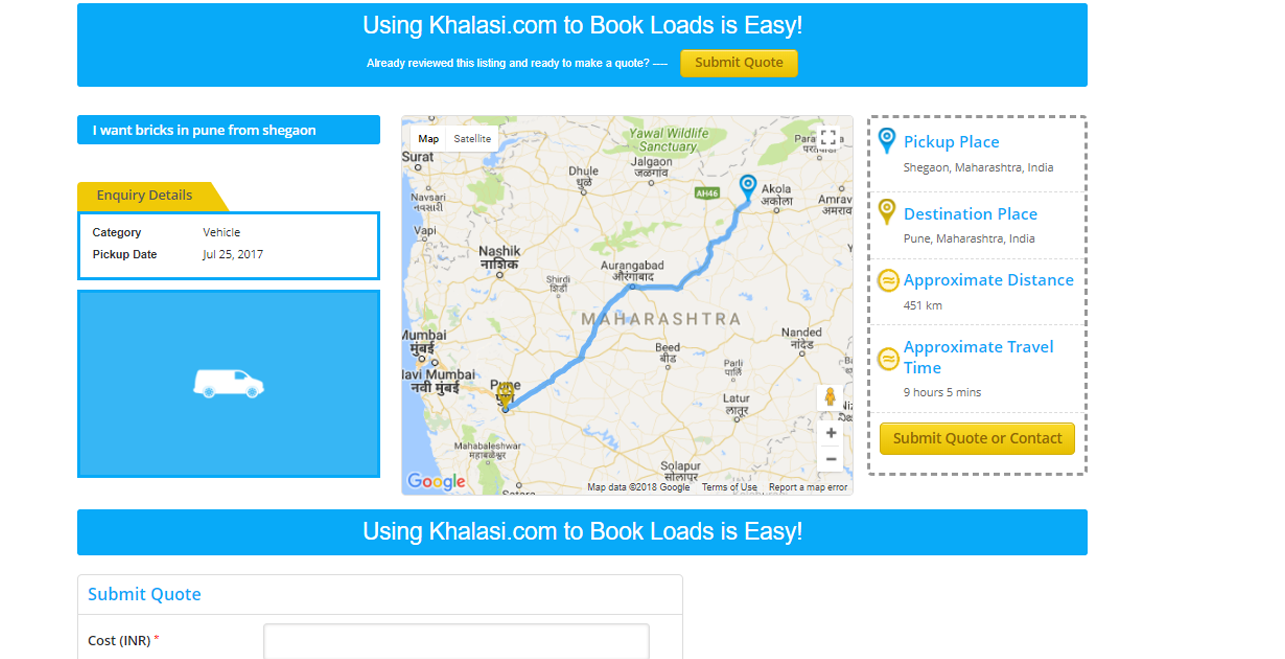 Using Khalasi.com to Book Loads is Easy!
Already reviewed this listing and ready to make a quote? ----
Submit Quote
I want bricks in pune from shegaon
Enquiry Details
Category Vehicle
Pickup Date Jul 25, 2017
Map Satellite
Yawal Wildlife
Sanctuary
Surat
Dhule
धुळे
Jalgaon
जळगाव
AH46
Akola
अकोला
Navsari
નવસારી
Amrav
अमराव
Vapi
Nashik
नाशिक
Shirdi
शिर्डी
Aurangabad
औरंगाबाद
MAHARASHTRA
Mumbai
मुंबई
Nanded
नांदेड
Beed
बीड
Parli
परळी
Navi Mumbai
नवी मुंबई
Pune
पुणे
Latur
लातूर
Mahabaleshwar
महाबळेश्वर
Solapur
सोलापूर
Satara
Google
Map data ©2018 Google Terms of Use Report a map error
Pickup Place
Shegaon, Maharashtra, India
Destination Place
Pune, Maharashtra, India
Approximate Distance
451 km
Approximate Travel
Time
9 hours 5 mins
Submit Quote or Contact
Using Khalasi.com to Book Loads is Easy!
Submit Quote
Cost (INR) *